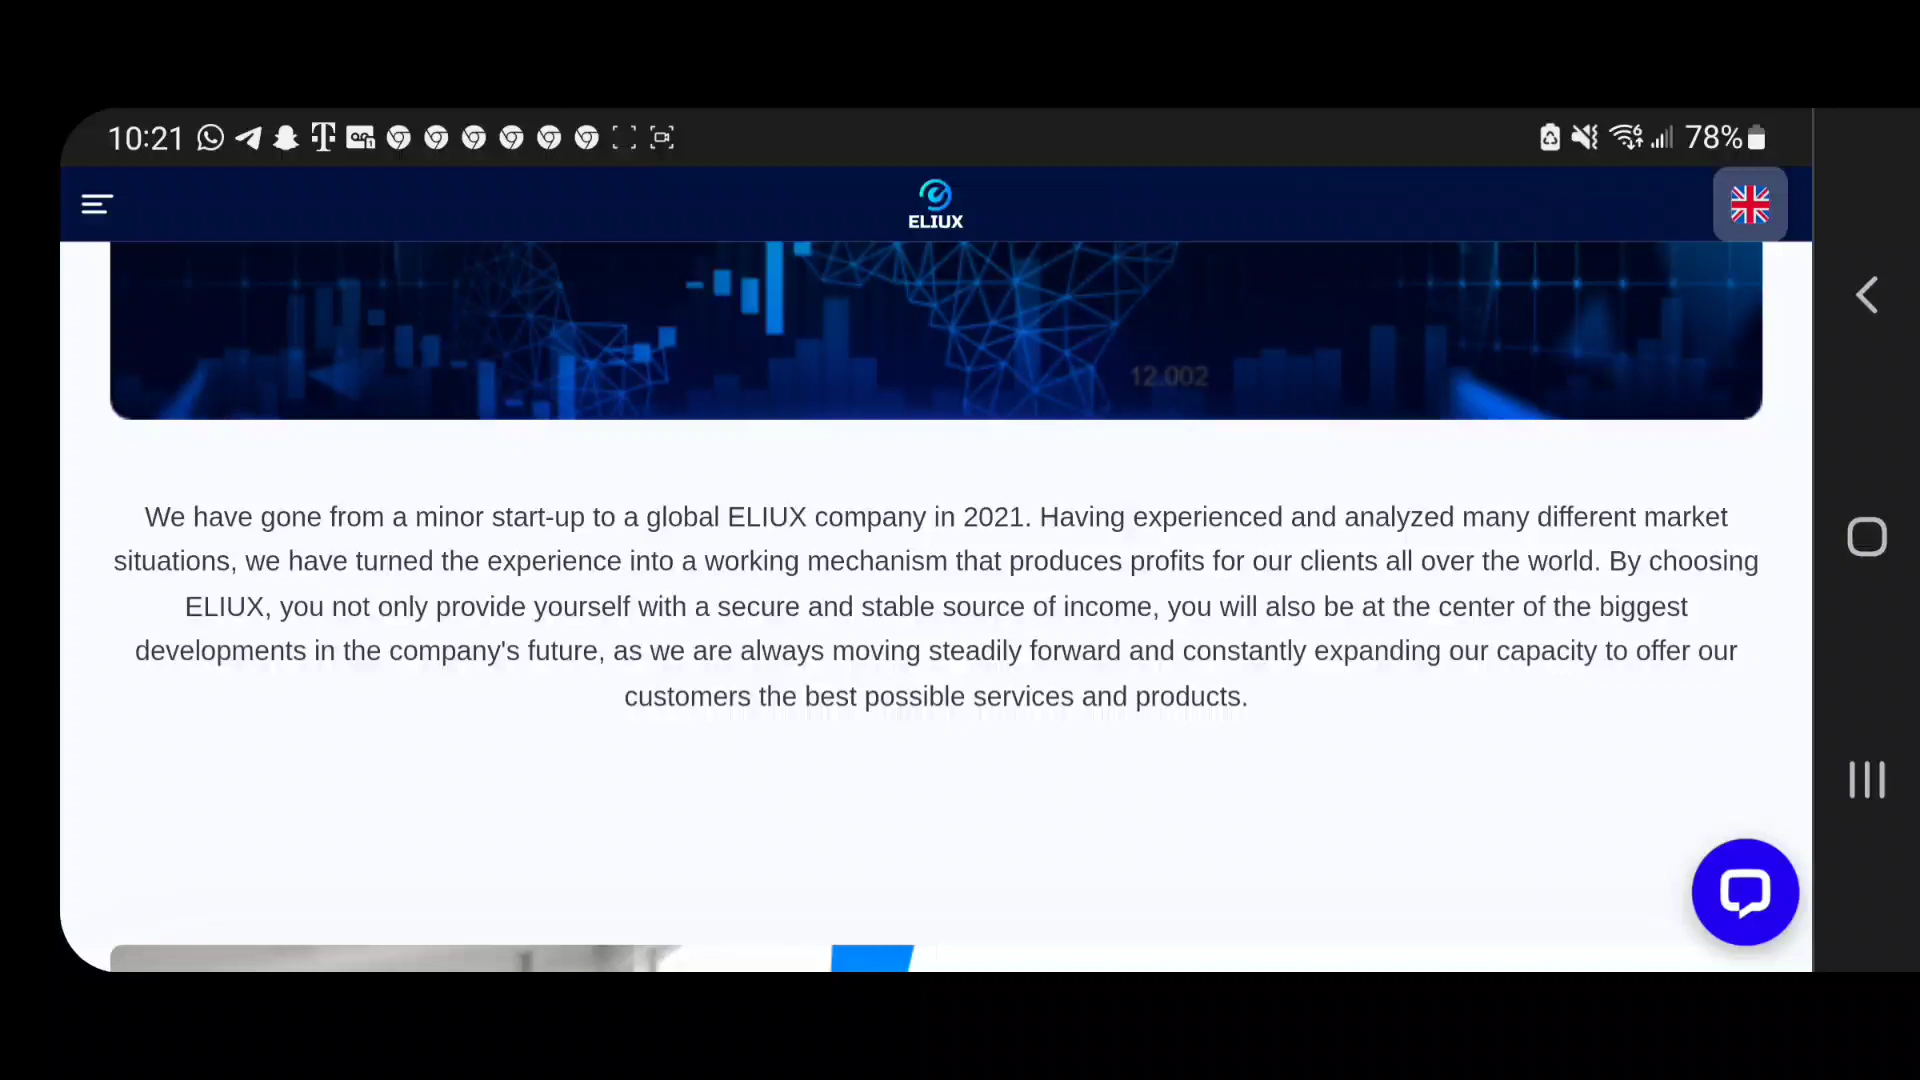 10:21 78%
ELIUX
12.002
We have gone from a minor start-up to a global ELIUX company in 2021. Having experienced and analyzed many different market
situations, we have turned the experience into a working mechanism that produces profits for our clients all over the world. By choosing
ELIUX, you not only provide yourself with a secure and stable source of income, you will also be at the center of the biggest
developments in the company's future, as we are always moving steadily forward and constantly expanding our capacity to offer our
customers the best possible services and products.